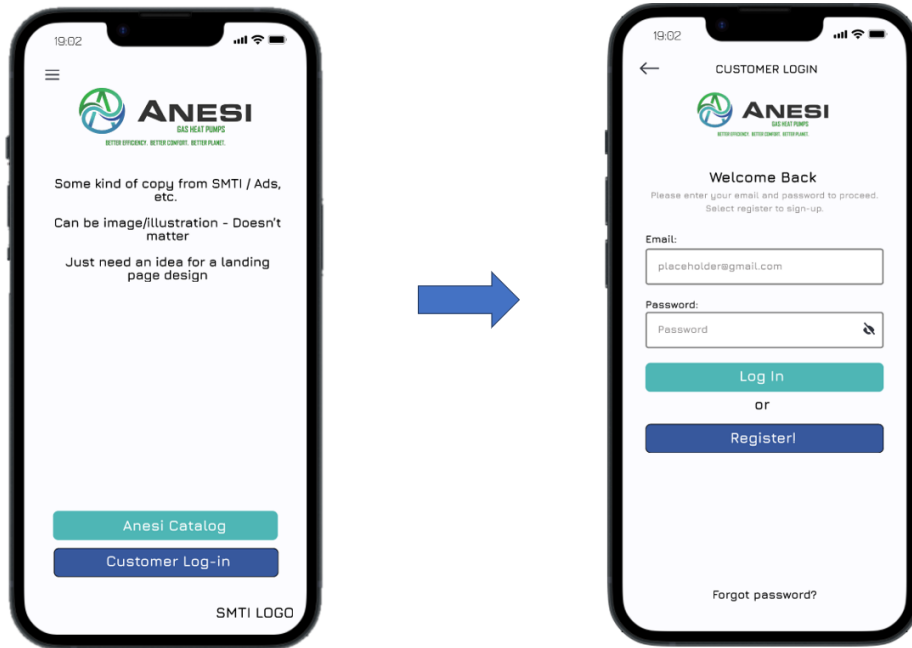 19:02
ANESI
GAS HEAT PUMPS
BETTER EFFICIENCY. BETTER COMFORT. BETTER PLANET.
Some kind of copy from SMTI / Ads,
etc.
Can be image/illustration - Doesn't
matter
Just need an idea for a landing
page design
Anesi Catalog
Customer Log-in
SMTI LOGO
19:02
CUSTOMER LOGIN
ANESI
GAS HEAT PUMPS
BETTER EFFICIENCY. BETTER COMFORT. BETTER PLANET.
Welcome Back
Please enter your email and password to proceed.
Select register to sign-up.
Email:
placeholder@gmail.com
Password:
Password
Log In
or
Register!
Forgot password?